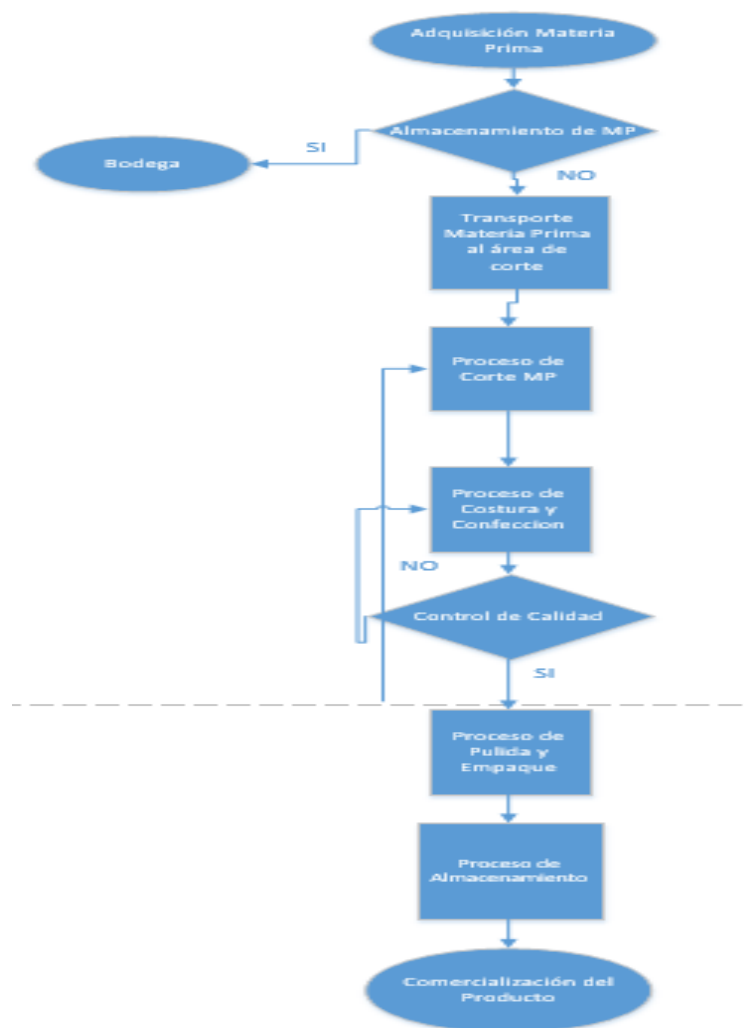 Adquisición Materia
Prima
Almacenamiento de MP
SI
Bodega
NO
Transporte
Materia Prima
al área de
corte
Proceso de
Corte MP
Proceso de
Costura y
Confeccion
NO
Control de Calidad
SI
Proceso de
Pulida y
Empaque
Proceso de
Almacenamiento
Comercialización del
Producto